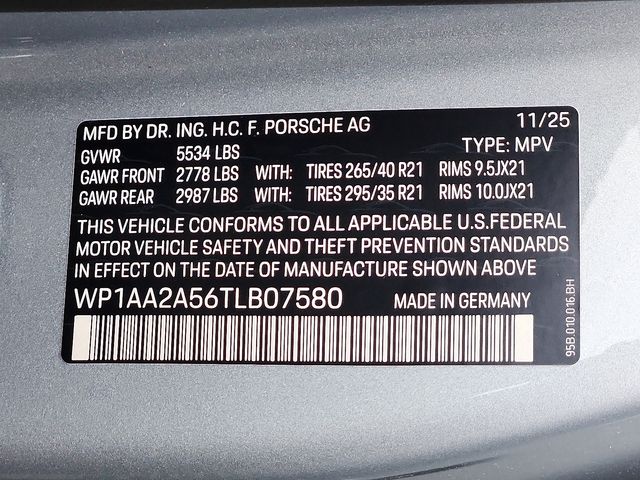 MFD BY DR. ING. H.C. F. PORSCHE AG 11/25
GVWR 5534 LBS TYPE: MPV
GAWR FRONT 2778 LBS WITH: TIRES 265/40 R21 RIMS 9.5JX21
GAWR REAR 2987 LBS WITH: TIRES 295/35 R21 RIMS 10.0JX21
THIS VEHICLE CONFORMS TO ALL APPLICABLE U.S.FEDERAL
MOTOR VEHICLE SAFETY AND THEFT PREVENTION STANDARDS
IN EFFECT ON THE DATE OF MANUFACTURE SHOWN ABOVE
WP1AA2A56TLB07580 MADE IN GERMANY
95B.010.016.BH